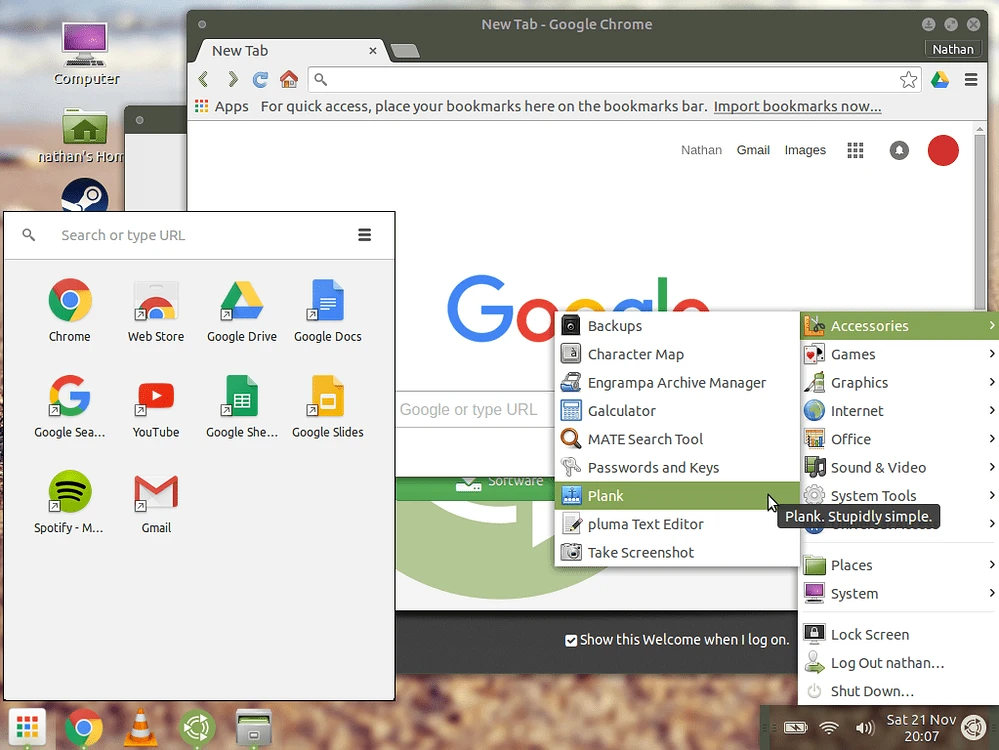 Computer
nathan's Hom
New Tab - Google Chrome
New Tab
Nathan
Apps For quick access, place your bookmarks here on the bookmarks bar. Import bookmarks now...
Nathan Gmail Images
Google
Google or type URL
Search or type URL
Chrome Web Store Google Drive Google Docs
Google Sea... YouTube Google She... Google Slides
Spotify - M... Gmail
Software
Show this Welcome when I log on.
Backups
Character Map
Engrampa Archive Manager
Galculator
MATE Search Tool
Passwords and Keys
Plank
pluma Text Editor
Take Screenshot
Accessories
Games
Graphics
Internet
Office
Sound & Video
System Tools
Plank. Stupidly simple.
Places
System
Lock Screen
Log Out nathan...
Shut Down...
Sat 21 Nov
20:07